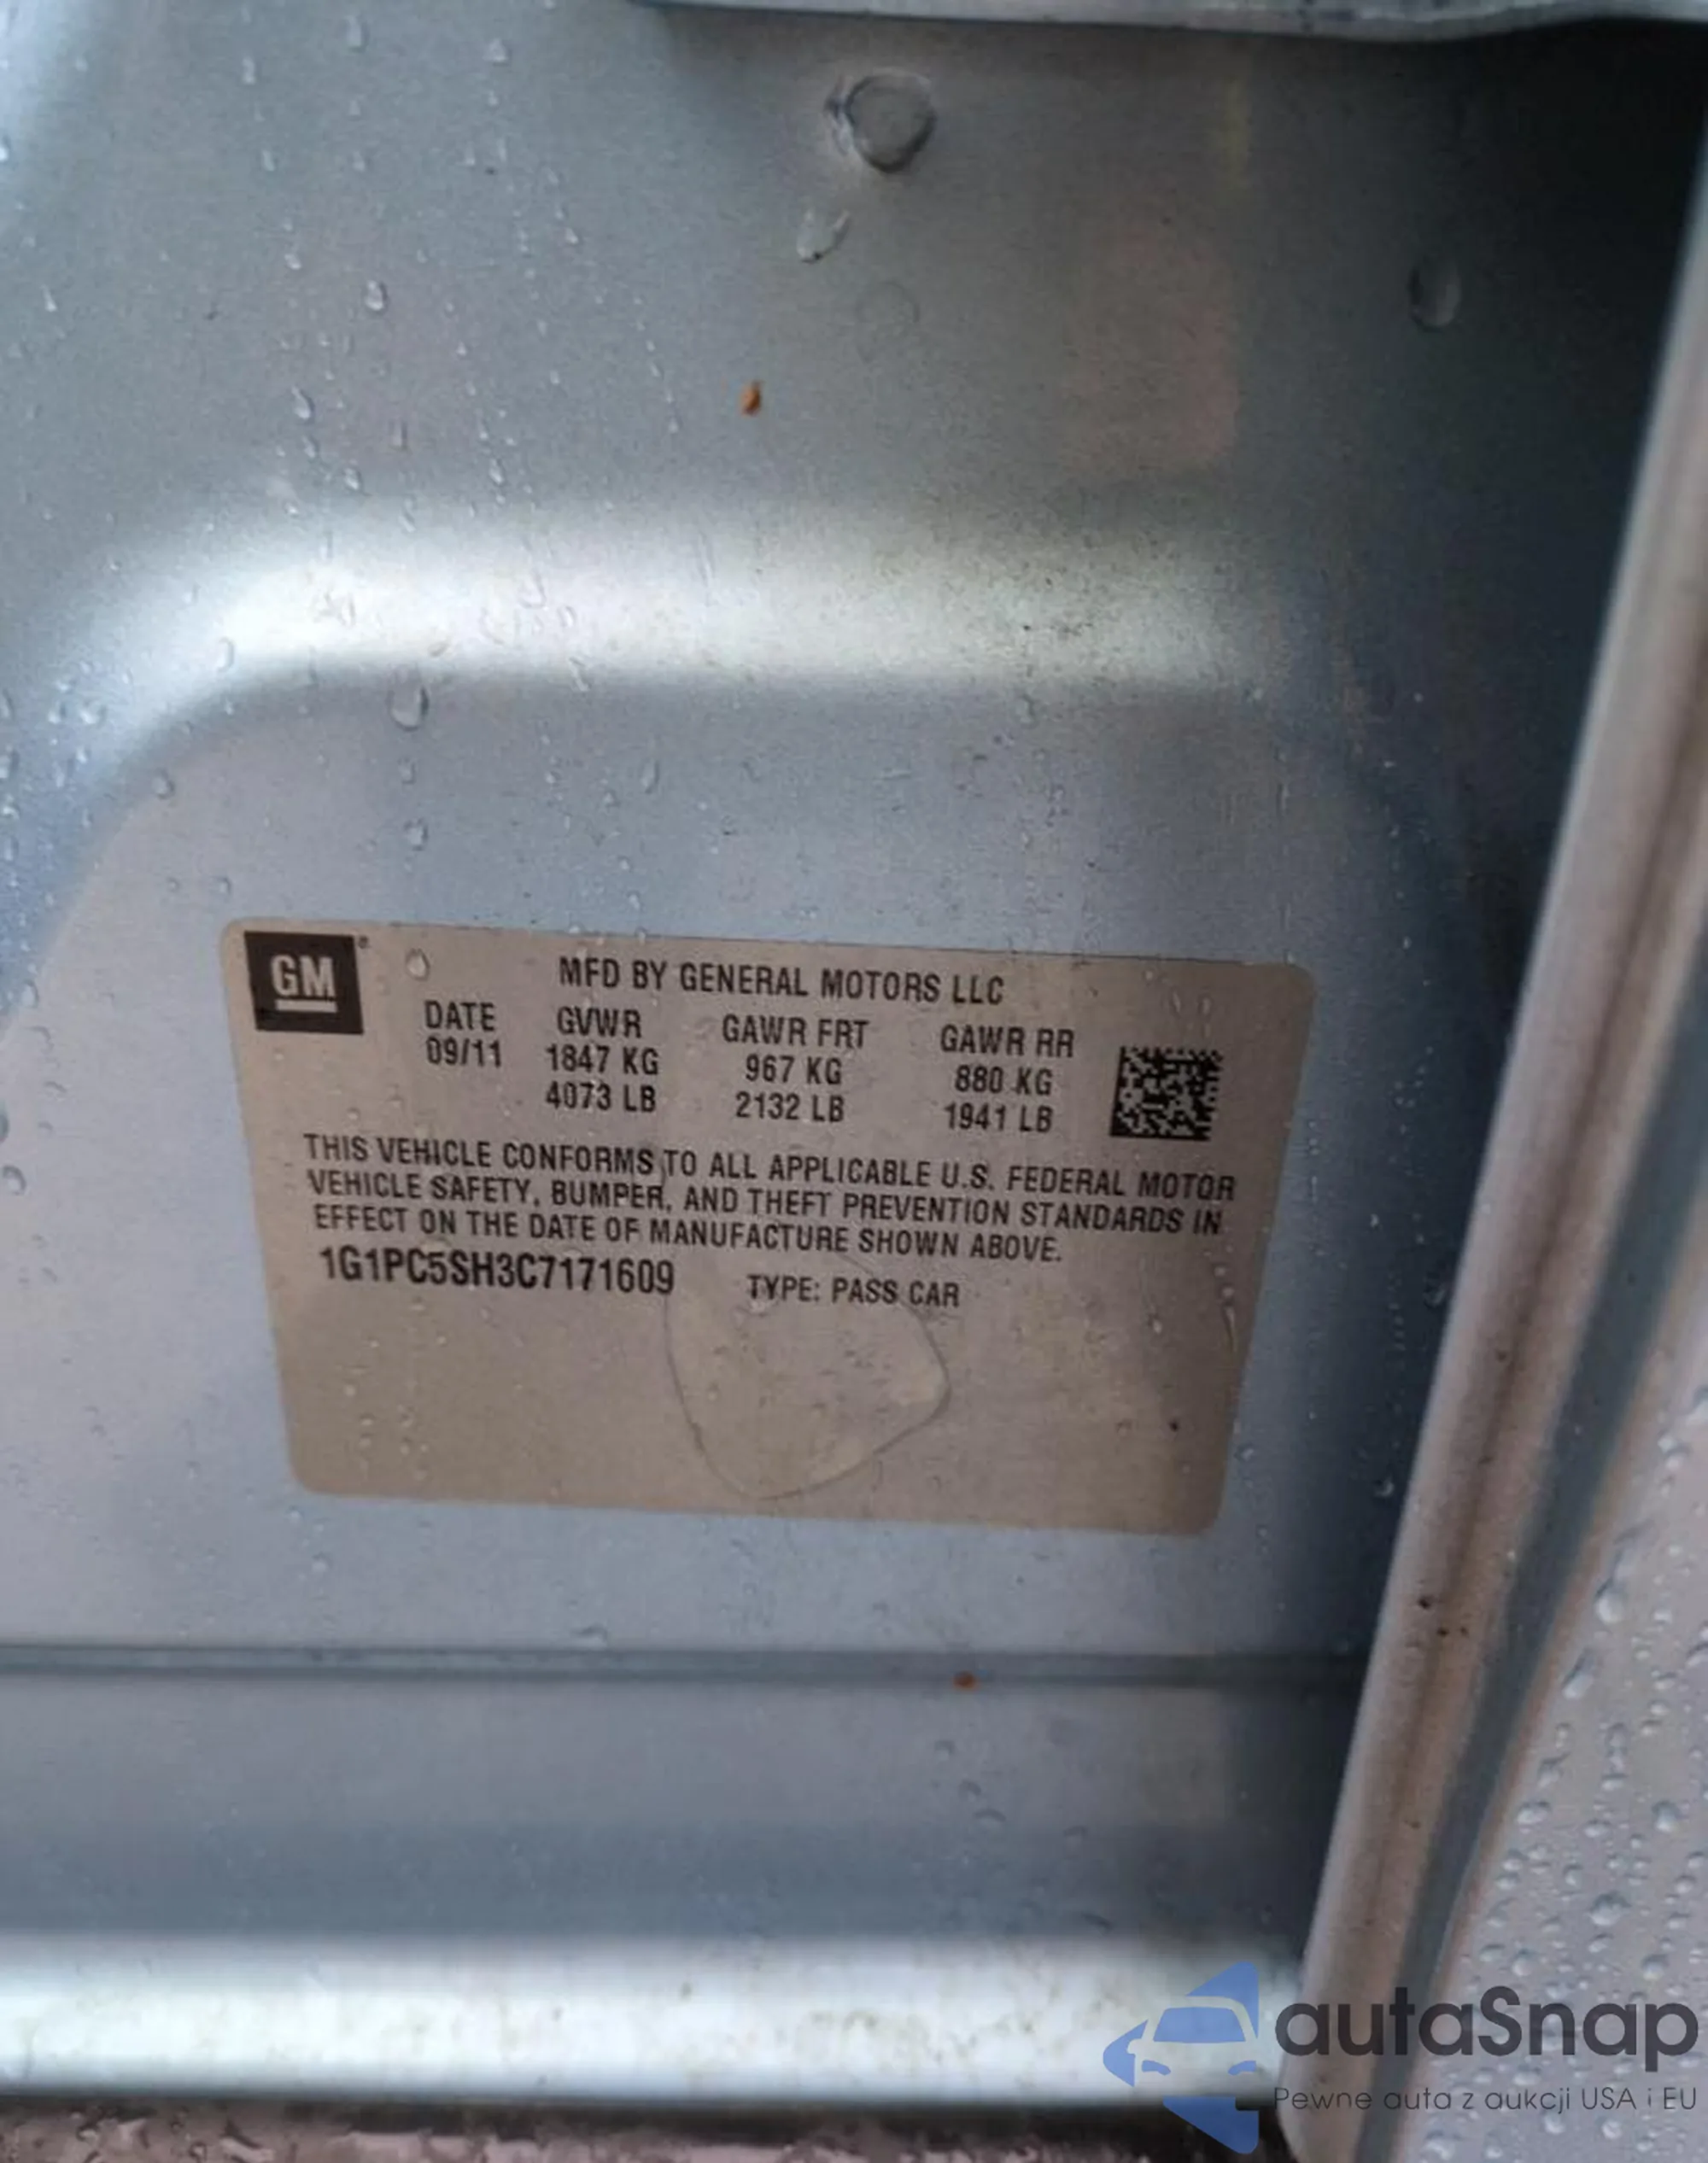 GM
MFD BY GENERAL MOTORS LLC
DATE GVWR GAWR FRT GAWR RR
09/11 1847 KG 967 KG 880 KG
4073 LB 2132 LB 1941 LB
THIS VEHICLE CONFORMS TO ALL APPLICABLE U.S. FEDERAL MOTOR
VEHICLE SAFETY, BUMPER, AND THEFT PREVENTION STANDARDS IN
EFFECT ON THE DATE OF MANUFACTURE SHOWN ABOVE.
1G1PC5SH3C7171609 TYPE: PASS CAR
autaSnap
Pewne auta z aukcji USA i EU